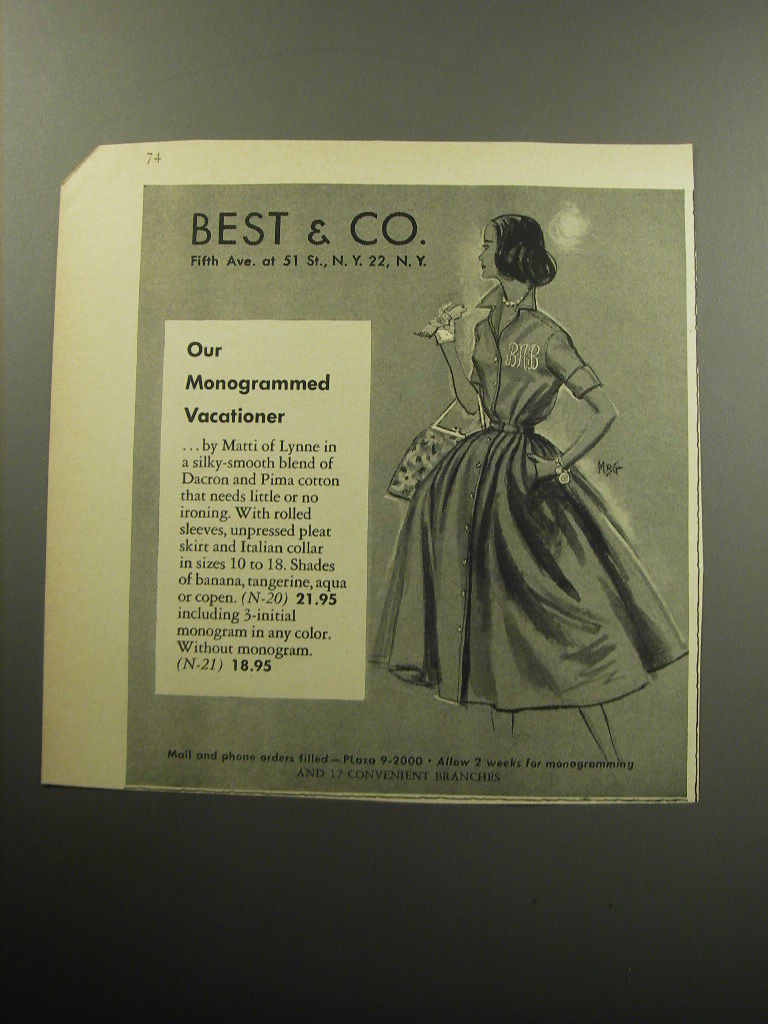 74
BEST & CO.
Fifth Ave. at 51 St., N. Y. 22, N. Y.
Our
Monogrammed
Vacationer
...by Matti of Lynne in
a silky-smooth blend of
Dacron and Pima cotton
that needs little or no
ironing. With rolled
sleeves, unpressed pleat
skirt and Italian collar
in sizes 10 to 18. Shades
of banana, tangerine, aqua
or copen. (N-20) 21.95
including 3-initial
monogram in any color.
Without monogram.
(N-21) 18.95
BAB
MBG
Mail and phone orders filled—PLaza 9-2000 • Allow 2 weeks for monogramming
AND 17 CONVENIENT BRANCHES